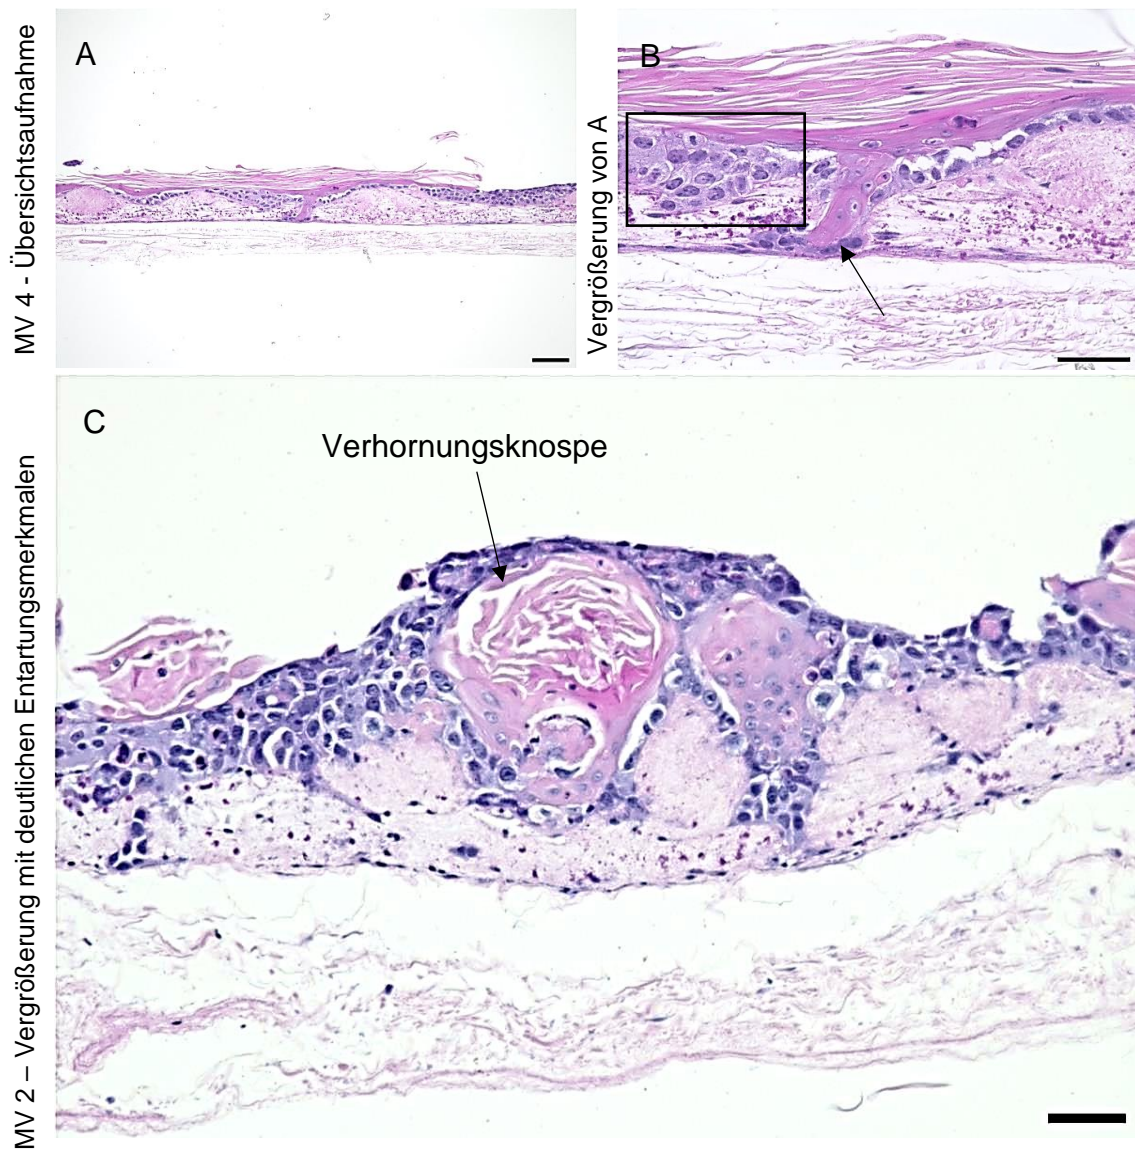 MV 4 - Übersichtsaufnahme
A
Vergrößerung von A
B
MV 2 – Vergrößerung mit deutlichen Entartungsmerkmalen
C
Verhornungsknospe